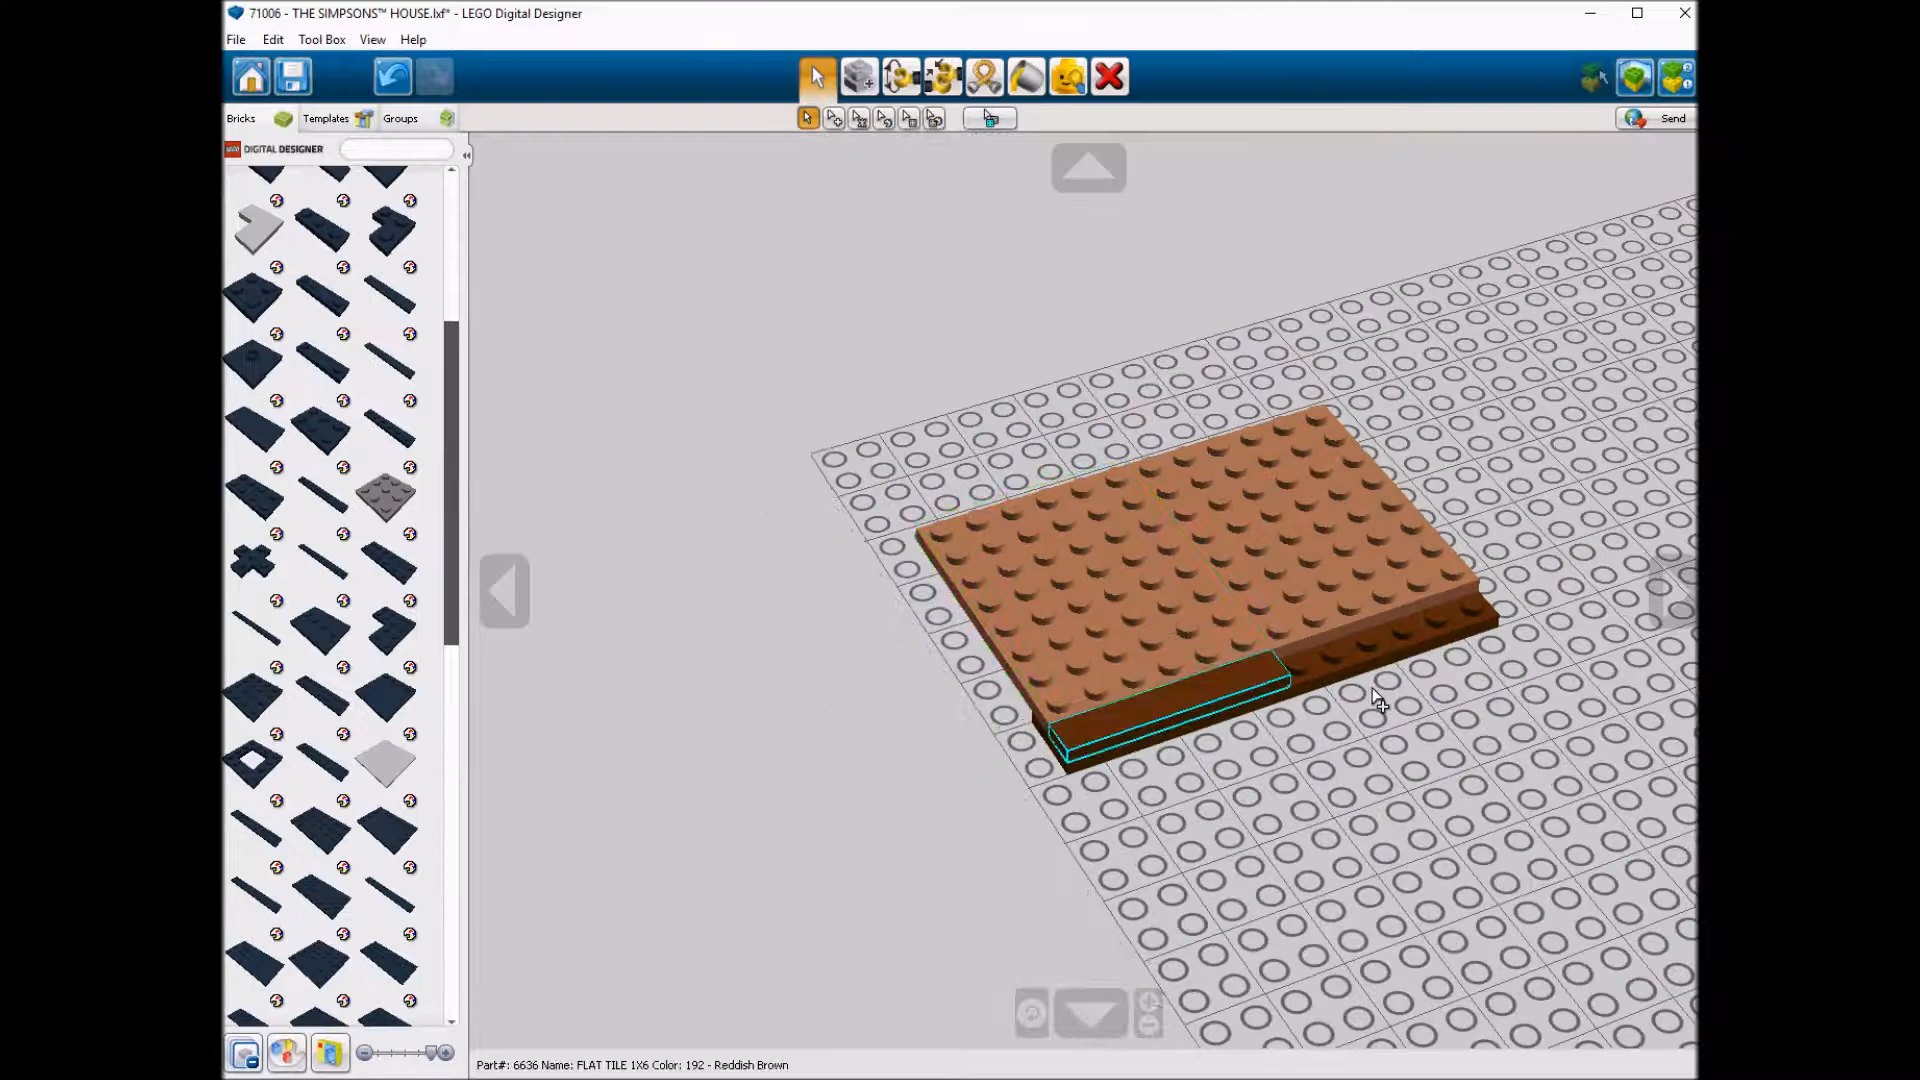 71006 - THE SIMPSONS™ HOUSE.lxf* - LEGO Digital Designer
File Edit Tool Box View Help
Bricks Templates Groups
Send
LEGO DIGITAL DESIGNER
Part#: 6636 Name: FLAT TILE 1X6 Color: 192 - Reddish Brown